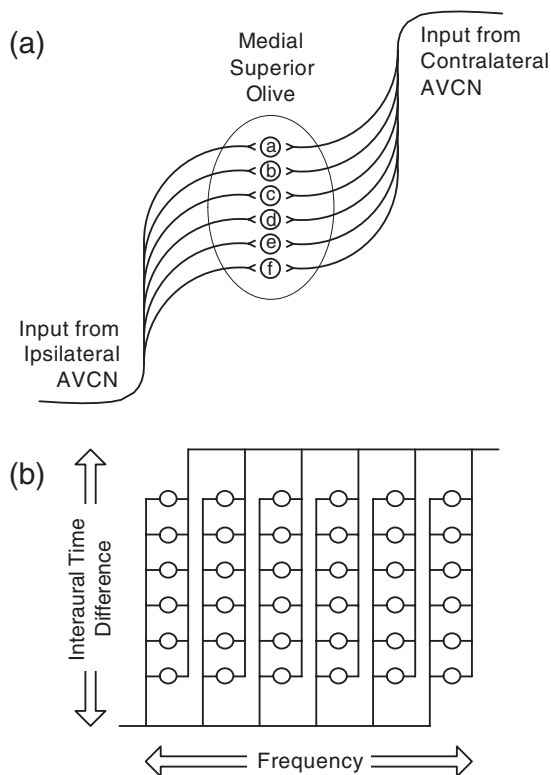 (a)
Medial
Superior
Olive
Input from
Contralateral
AVCN
a
b
c
d
e
f
Input from
Ipsilateral
AVCN
(b)
Interaural Time
Difference
Frequency